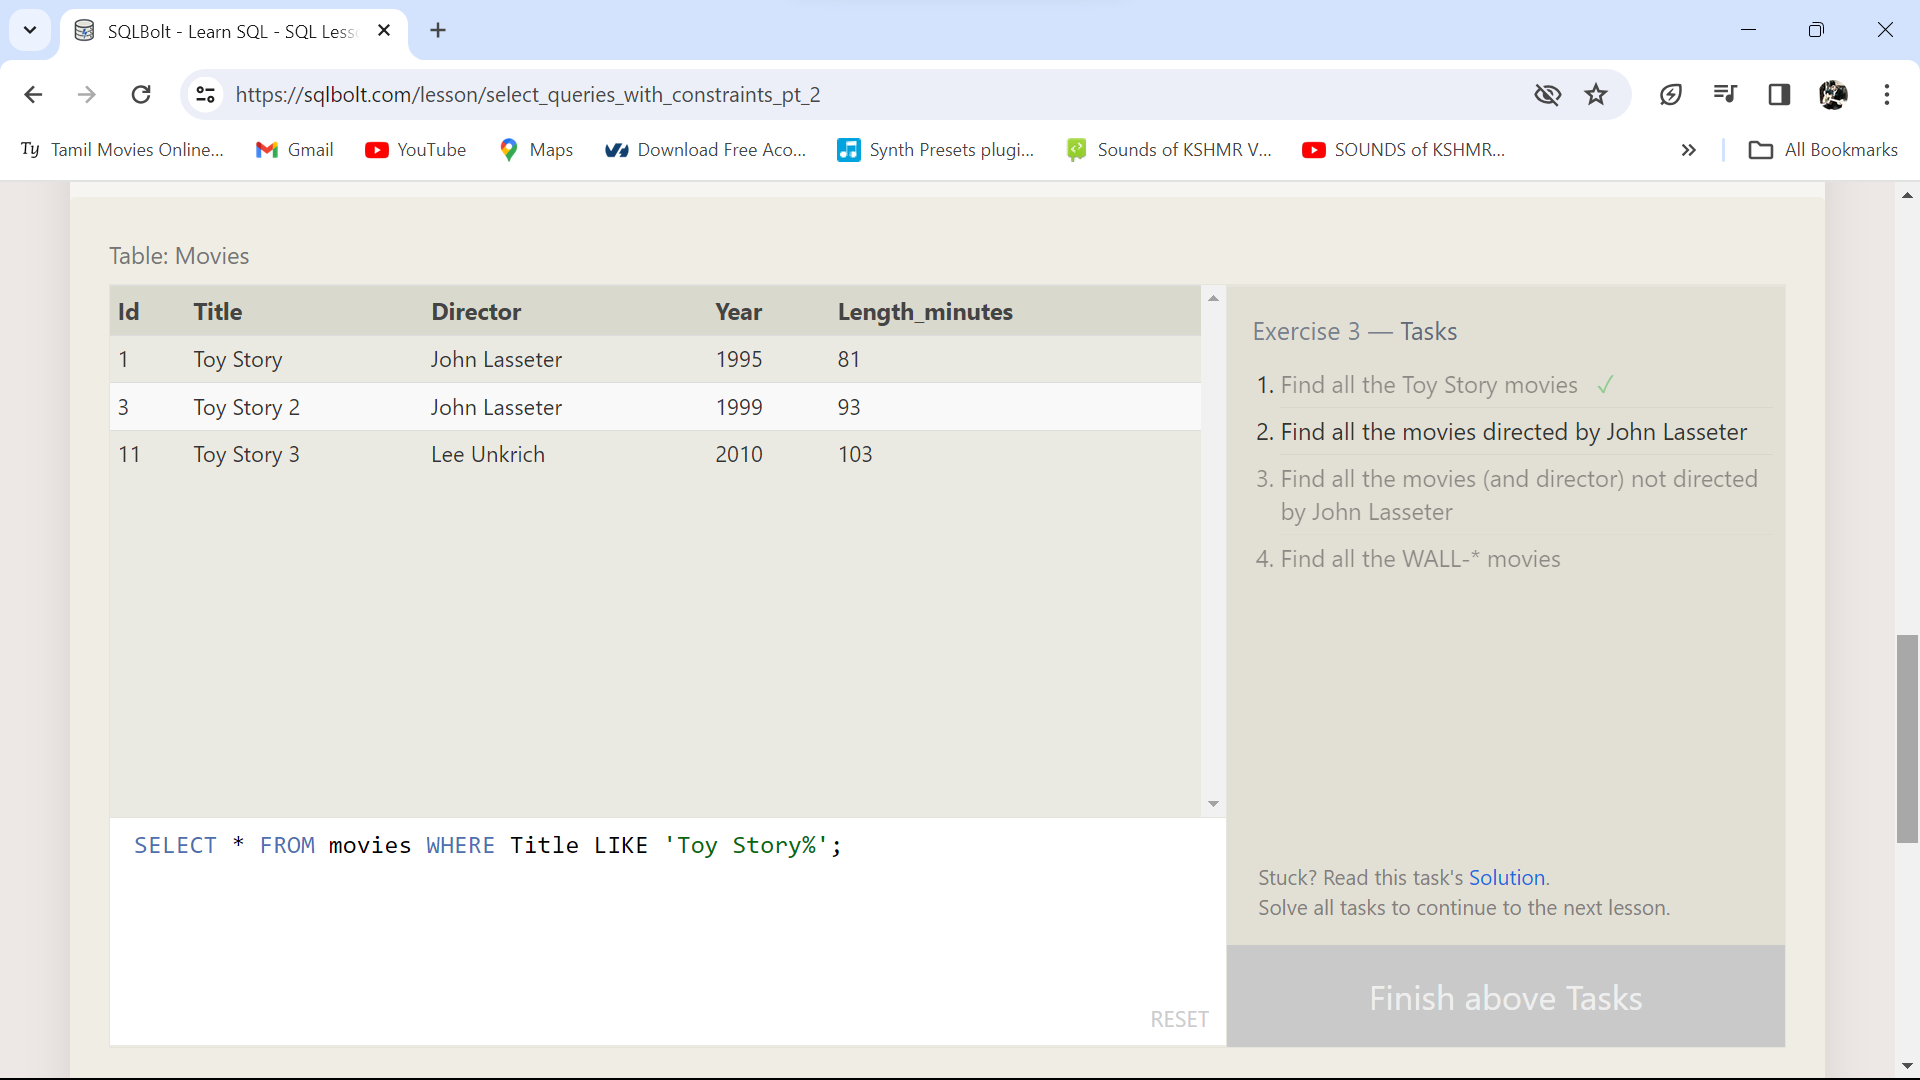 SQLBolt - Learn SQL - SQL Less
https://sqlbolt.com/lesson/select_queries_with_constraints_pt_2
Ty Tamil Movies Online... Gmail YouTube Maps Download Free Aco... Synth Presets plugi... Sounds of KSHMR V... SOUNDS of KSHMR... » All Bookmarks
Table: Movies
Id Title Director Year Length_minutes
1 Toy Story John Lasseter 1995 81
3 Toy Story 2 John Lasseter 1999 93
11 Toy Story 3 Lee Unkrich 2010 103
SELECT * FROM movies WHERE Title LIKE 'Toy Story%';
RESET
Exercise 3 — Tasks
1. Find all the Toy Story movies ✓
2. Find all the movies directed by John Lasseter
3. Find all the movies (and director) not directed
by John Lasseter
4. Find all the WALL-* movies
Stuck? Read this task's Solution.
Solve all tasks to continue to the next lesson.
Finish above Tasks